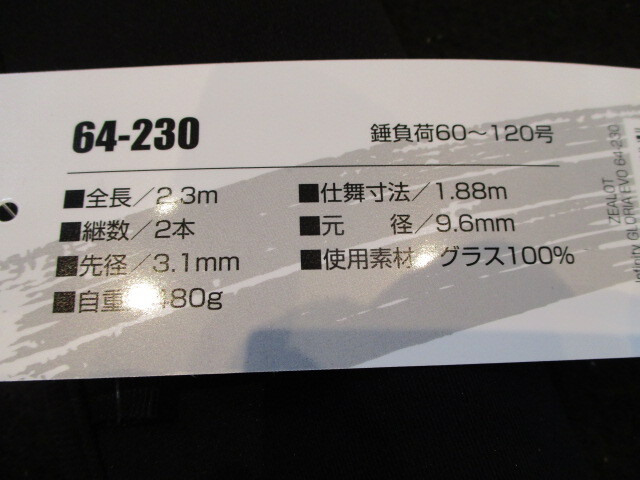 64-230
錘負荷60～120号
■全長／2.3m
■仕舞寸法／1.88m
■継数／2本
■元　径／9.6mm
■先径／3.1mm
■使用素材 グラス100%
■自重 480g
ZEALOT
GLORIA EVO 64-230